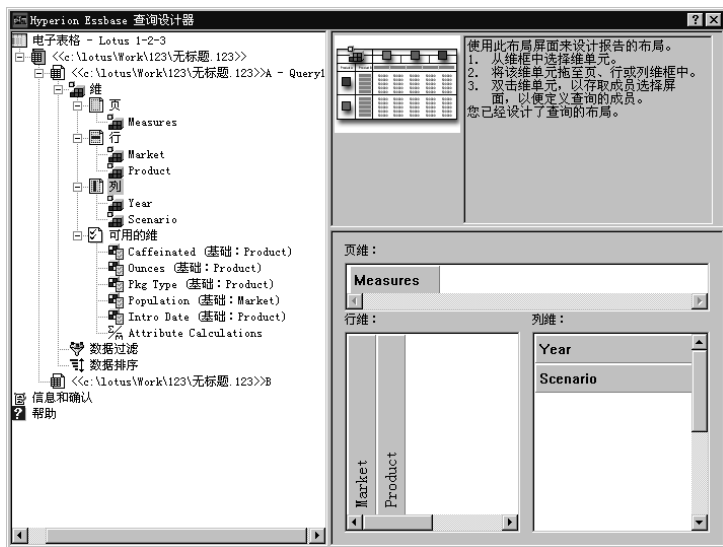 Hyperion Essbase 查询设计器
电子表格 - Lotus 1-2-3
<<c:\lotus\Work\123\无标题.123>>
<<c:\lotus\Work\123\无标题.123>>A - Query1
维
页
Measures
行
Market
Product
列
Year
Scenario
可用的维
Caffeinated (基础：Product)
Ounces (基础：Product)
Pkg Type (基础：Product)
Population (基础：Market)
Intro Date (基础：Product)
Attribute Calculations
数据过滤
数据排序
<<c:\lotus\Work\123\无标题.123>>B
信息和确认
帮助
使用此布局屏面来设计报告的布局。
1. 从维框中选择维单元。
2. 将该维单元拖至页、行或列维框中。
3. 双击维单元，以存取成员选择屏
面，以便定义查询的成员。
您已经设计了查询的布局。
页维：
Measures
行维：
Market
Product
列维：
Year
Scenario